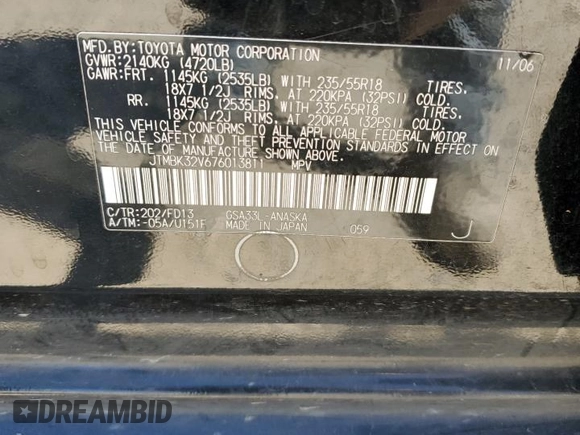 MFD.BY:TOYOTA MOTOR CORPORATION 11/06
GVWR:2140KG (4720LB)
GAWR:FRT. 1145KG (2535LB) WITH 235/55R18 TIRES.
18X7 1/2J RIMS. AT 220KPA (32PSI) COLD:
RR. 1145KG (2535LB) WITH 235/55R18 TIRES.
18X7 1/2J RIMS. AT 220KPA (32PSI) COLD.
THIS VEHICLE CONFORMS TO ALL APPLICABLE FEDERAL MOTOR
VEHICLE SAFETY AND THEFT PREVENTION STANDARDS IN EFFECT ON
THE DATE OF MANUFACTURE SHOWN ABOVE.
JTMBK32V676013811 MPV
C/TR:202/FD13 GSA33L-ANASKA
A/TM:-05A/U151F MADE IN JAPAN 059 J
DREAMBID